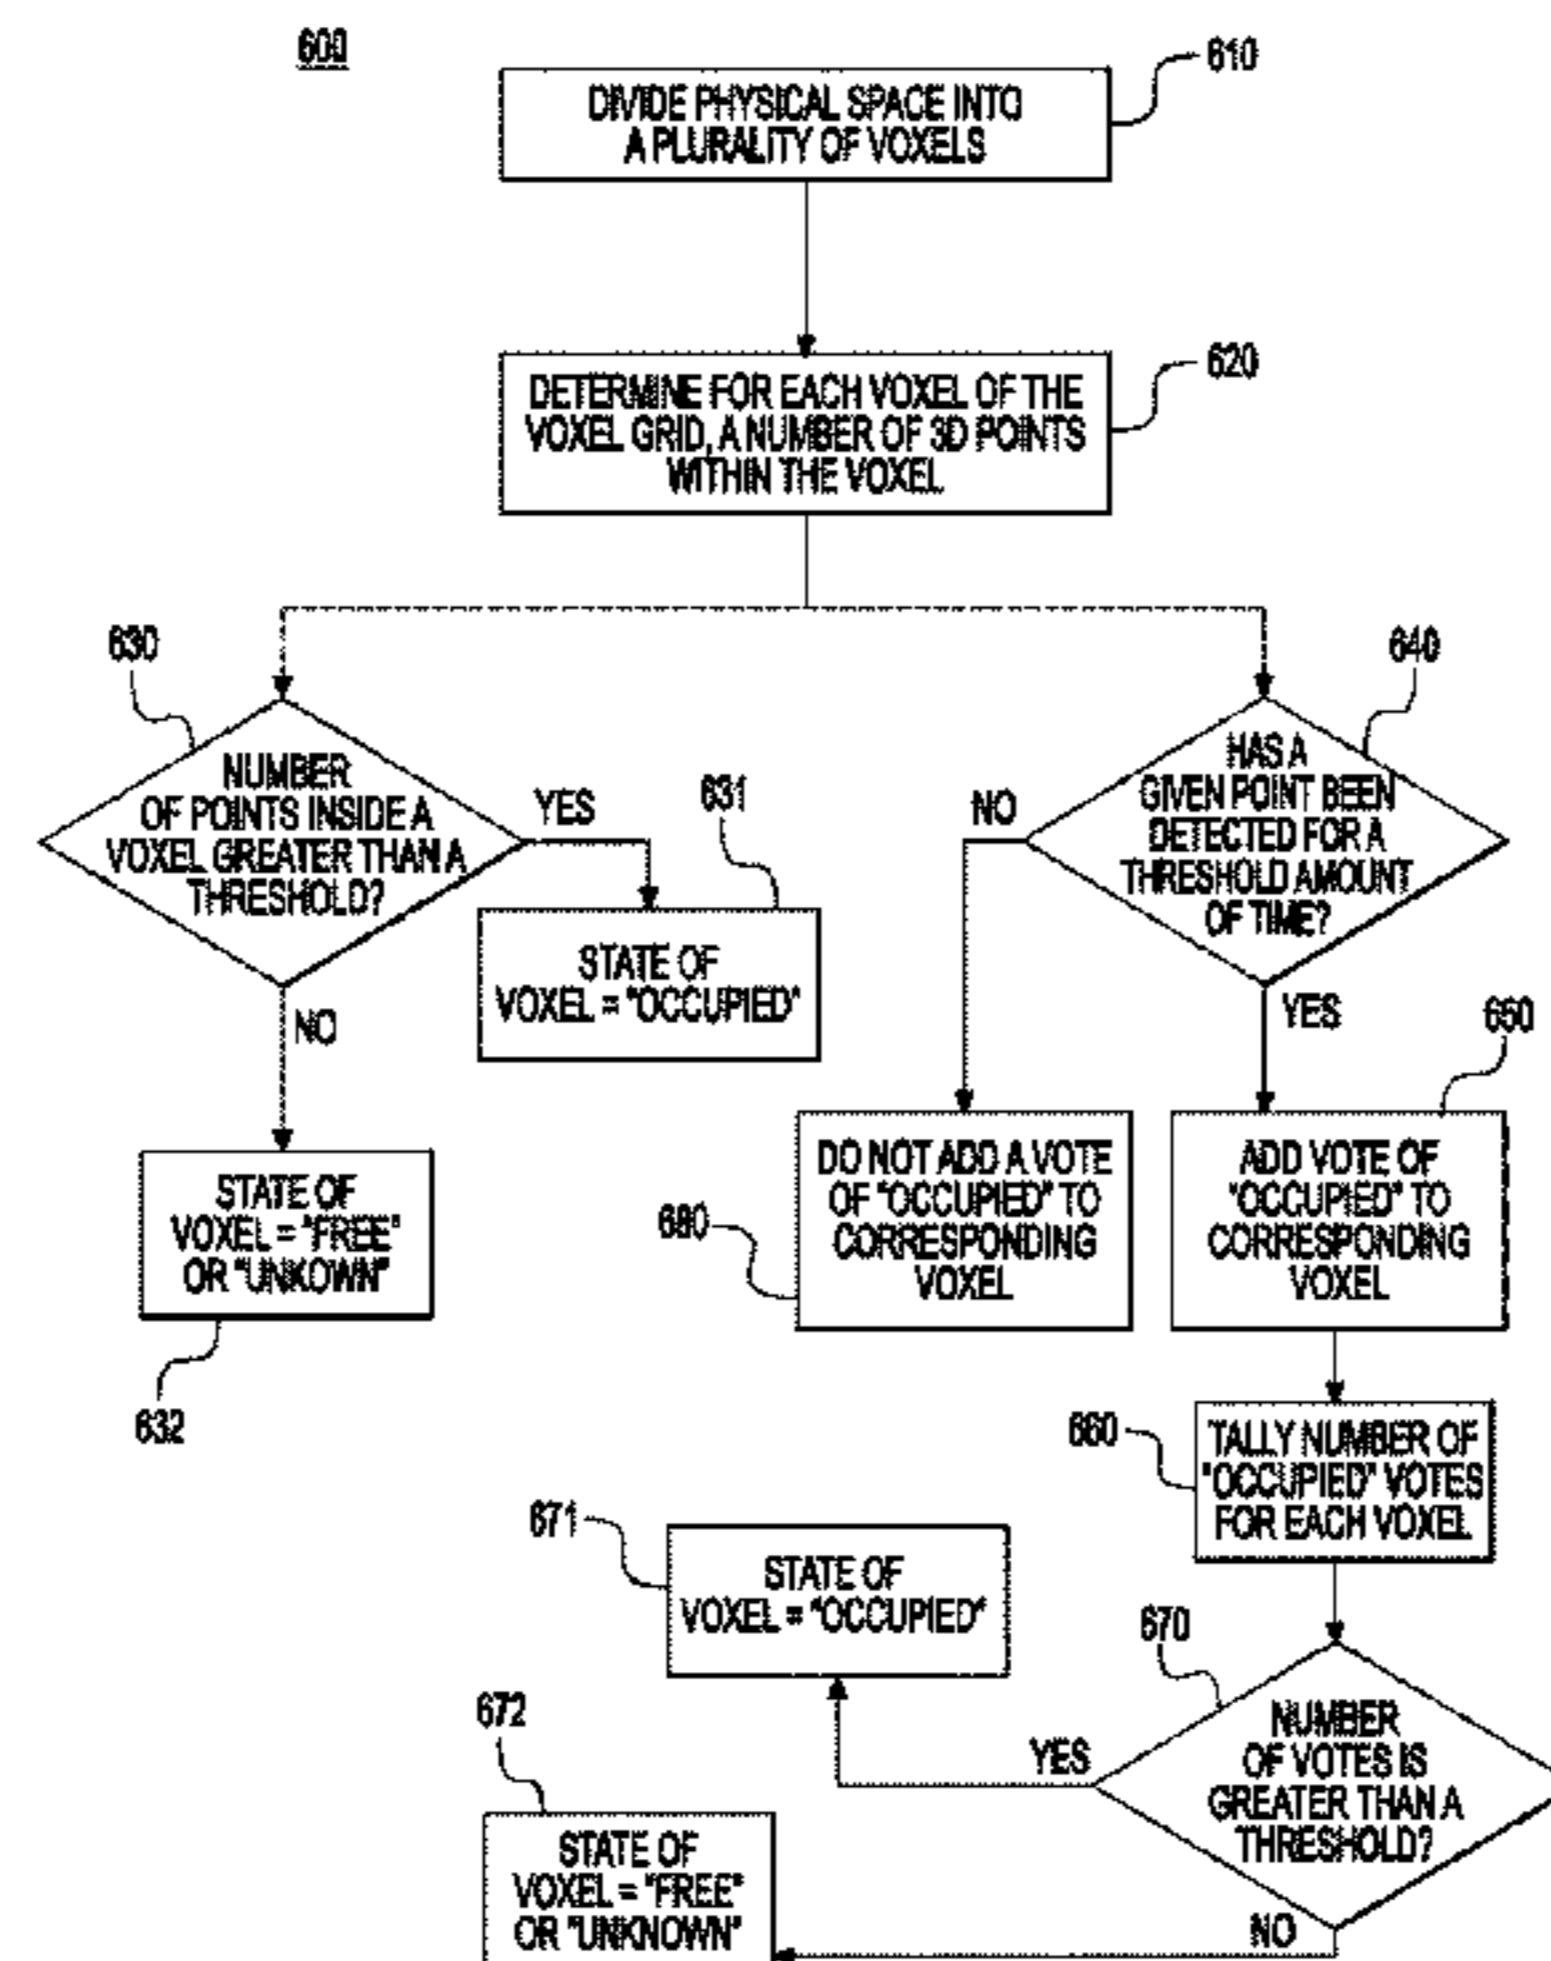 600
610
DIVIDE PHYSICAL SPACE INTO
A PLURALITY OF VOXELS
620
DETERMINE FOR EACH VOXEL OF THE
VOXEL GRID, A NUMBER OF 3D POINTS
WITHIN THE VOXEL
630
NUMBER
OF POINTS INSIDE A
VOXEL GREATER THAN A
THRESHOLD?
YES
631
STATE OF
VOXEL = "OCCUPIED"
NO
STATE OF
VOXEL = "FREE"
OR "UNKOWN"
632
640
HAS A
GIVEN POINT BEEN
DETECTED FOR A
THRESHOLD AMOUNT
OF TIME?
NO
YES
680
DO NOT ADD A VOTE
OF "OCCUPIED" TO
CORRESPONDING
VOXEL
650
ADD VOTE OF
"OCCUPIED" TO
CORRESPONDING
VOXEL
660
TALLY NUMBER OF
"OCCUPIED" VOTES
FOR EACH VOXEL
670
NUMBER
OF VOTES IS
GREATER THAN A
THRESHOLD?
YES
671
STATE OF
VOXEL = "OCCUPIED"
NO
672
STATE OF
VOXEL = "FREE"
OR "UNKNOWN"